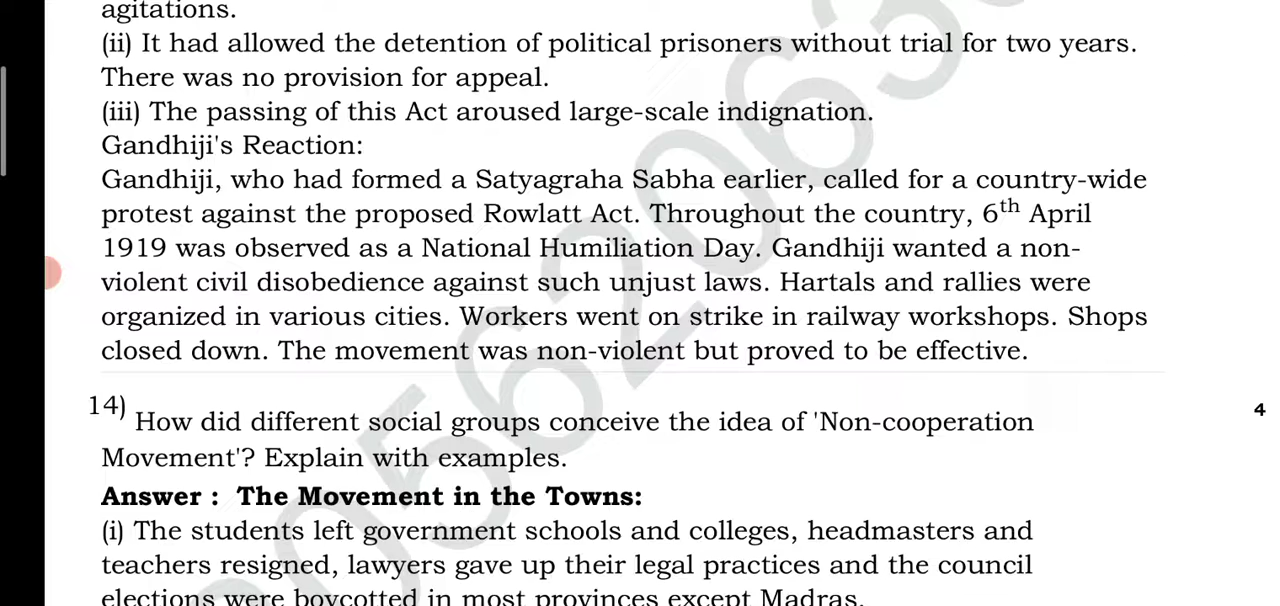 agitations.
(ii) It had allowed the detention of political prisoners without trial for two years.
There was no provision for appeal.
(iii) The passing of this Act aroused large-scale indignation.
Gandhiji's Reaction:
Gandhiji, who had formed a Satyagraha Sabha earlier, called for a country-wide
protest against the proposed Rowlatt Act. Throughout the country, 6th April
1919 was observed as a National Humiliation Day. Gandhiji wanted a non-
violent civil disobedience against such unjust laws. Hartals and rallies were
organized in various cities. Workers went on strike in railway workshops. Shops
closed down. The movement was non-violent but proved to be effective.
14)
How did different social groups conceive the idea of 'Non-cooperation
4
Movement'? Explain with examples.
Answer : The Movement in the Towns:
(i) The students left government schools and colleges, headmasters and
teachers resigned, lawyers gave up their legal practices and the council
elections were boycotted in most provinces except Madras.